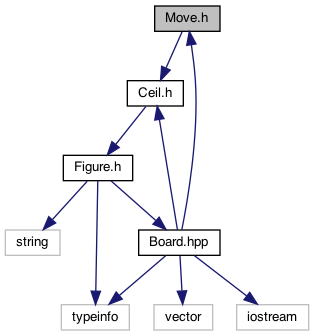 Move.h
Ceil.h
Figure.h
string
Board.hpp
typeinfo
vector
iostream